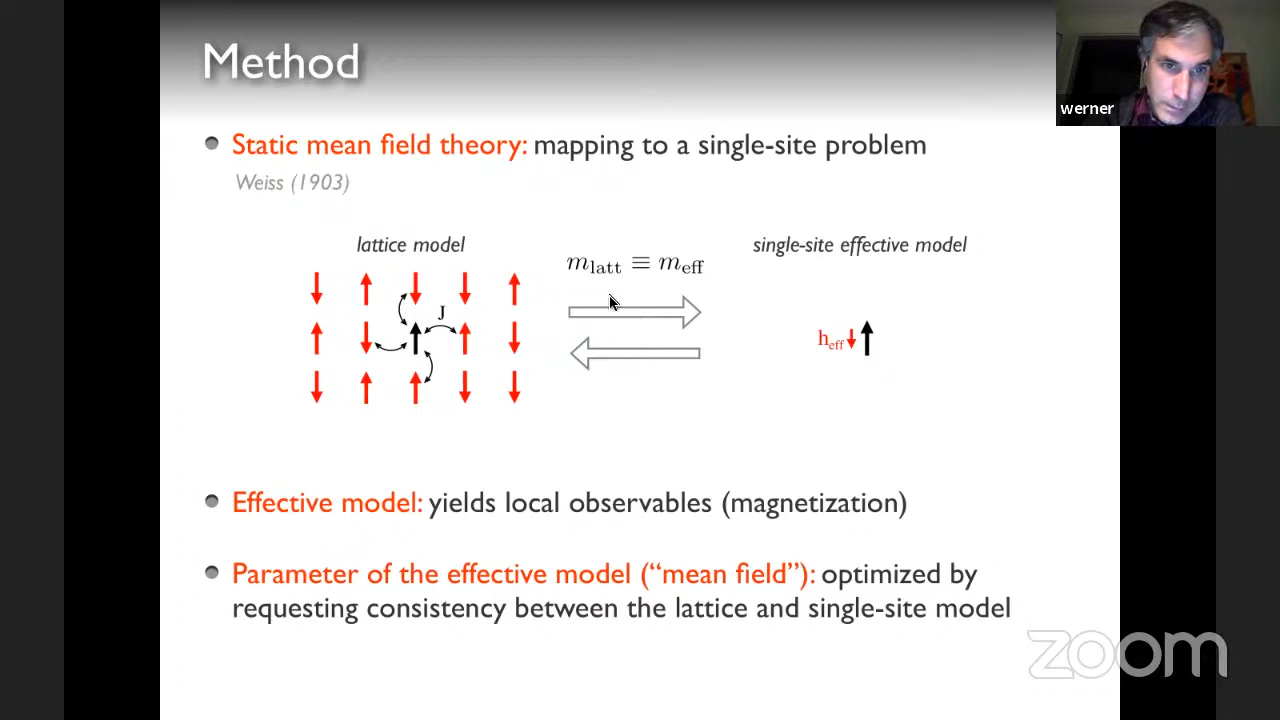 Method
werner
Static mean field theory: mapping to a single-site problem
Weiss (1903)
lattice model
m_latt ≡ m_eff
single-site effective model
J
h_eff
Effective model: yields local observables (magnetization)
Parameter of the effective model (“mean field”): optimized by
requesting consistency between the lattice and single-site model
zoom